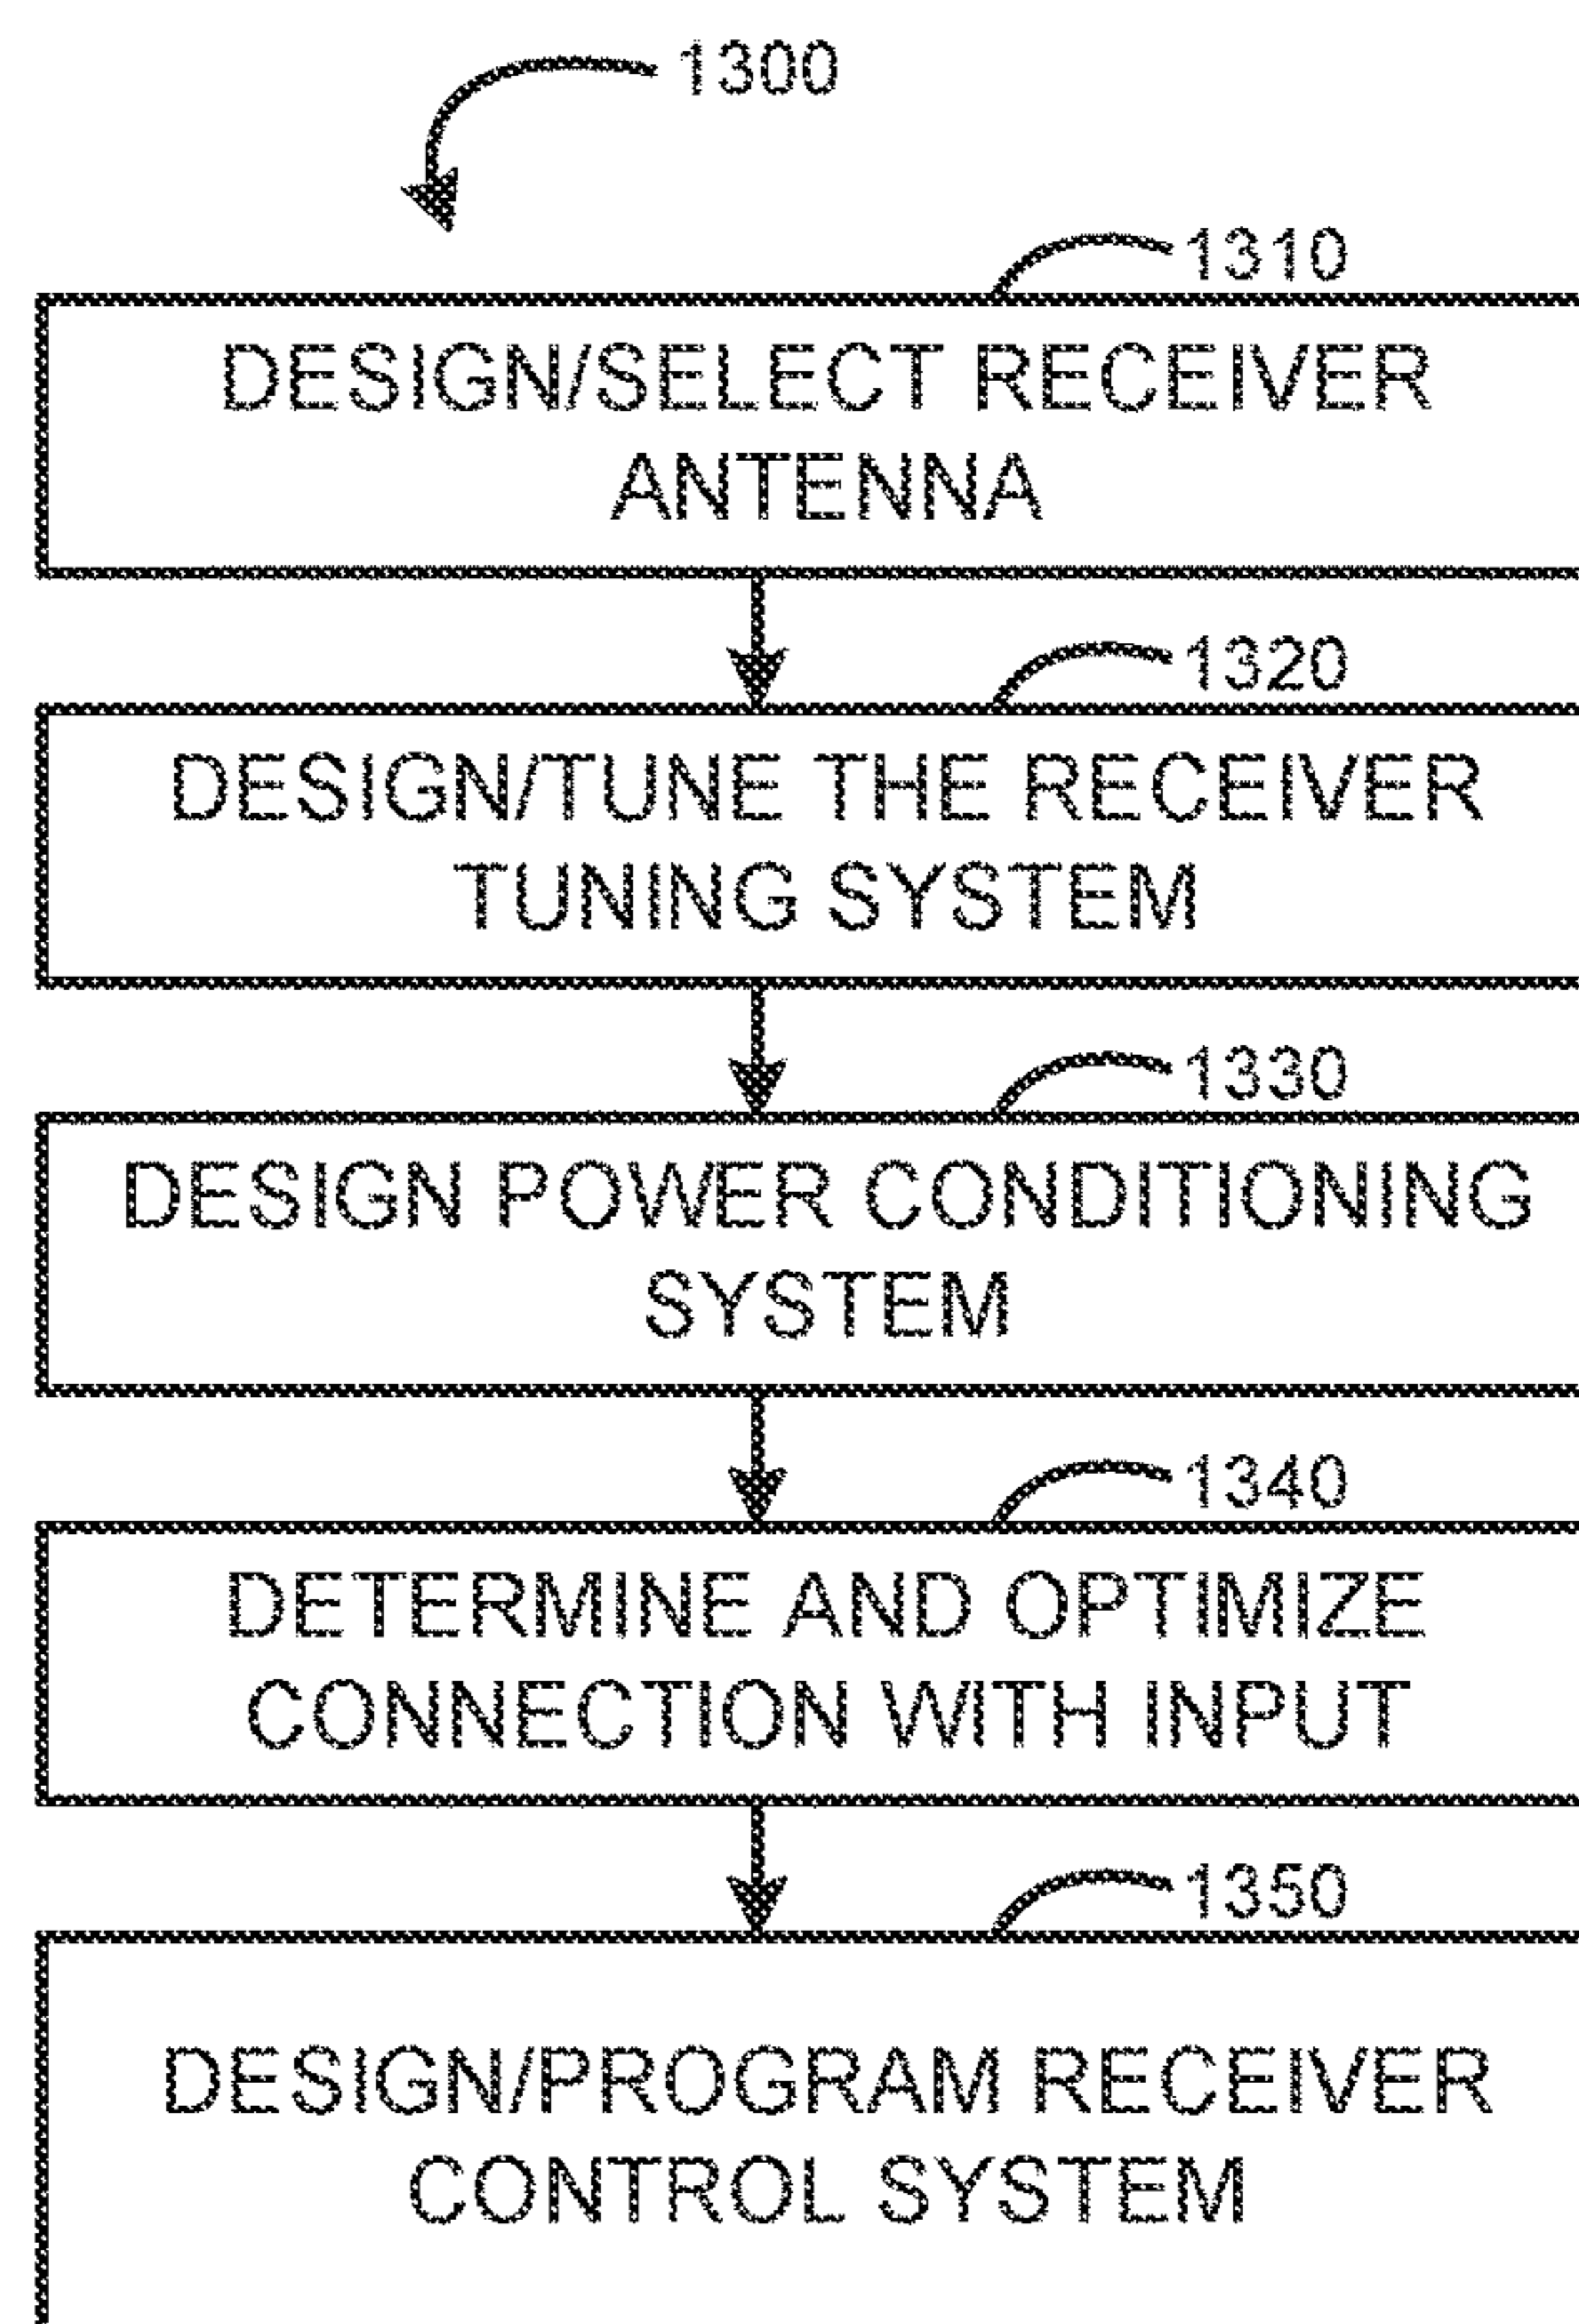 1300
1310
DESIGN/SELECT RECEIVER
ANTENNA
1320
DESIGN/TUNE THE RECEIVER
TUNING SYSTEM
1330
DESIGN POWER CONDITIONING
SYSTEM
1340
DETERMINE AND OPTIMIZE
CONNECTION WITH INPUT
1350
DESIGN/PROGRAM RECEIVER
CONTROL SYSTEM